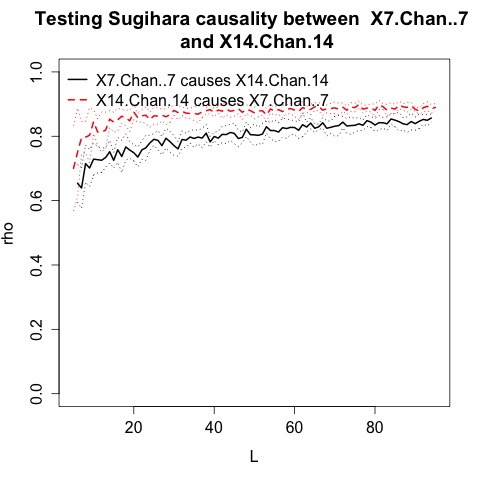 Testing Sugihara causality between  X7.Chan..7
and X14.Chan.14
X7.Chan..7 causes X14.Chan.14
X14.Chan.14 causes X7.Chan..7
rho
1.0
0.8
0.6
0.4
0.2
0.0
20 40 60 80
L